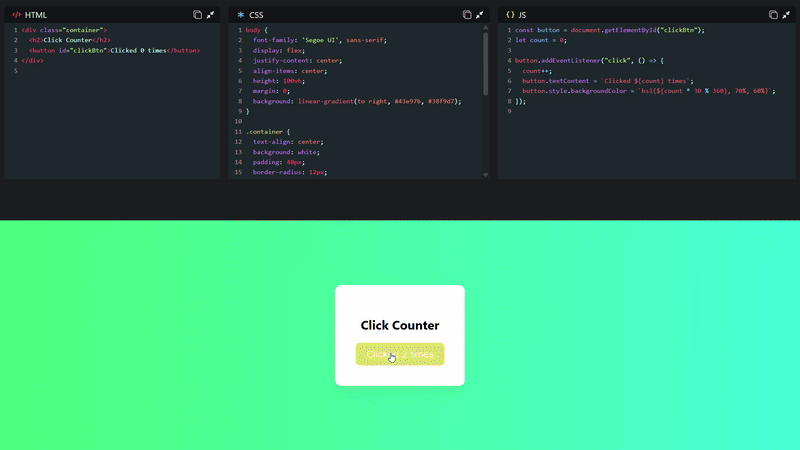 HTML
1 <div class="container">
2 <h2>Click Counter</h2>
3 <button id="clickBtn">Clicked 0 times</button>
4 </div>
5
CSS
1 body {
2 font-family: 'Segoe UI', sans-serif;
3 display: flex;
4 justify-content: center;
5 align-items: center;
6 height: 100vh;
7 margin: 0;
8 background: linear-gradient(to right, #43e97b, #38f9d7);
9 }
10
11 .container {
12 text-align: center;
13 background: white;
14 padding: 40px;
15 border-radius: 12px;
JS
1 const button = document.getElementById("clickBtn");
2 let count = 0;
3
4 button.addEventListener("click", () => {
5 count++;
6 button.textContent = `Clicked ${count} times`;
7 button.style.backgroundColor = `hsl(${count * 30 % 360}, 70%, 60%)`;
8 });
9
Click Counter
Clicked 2 times